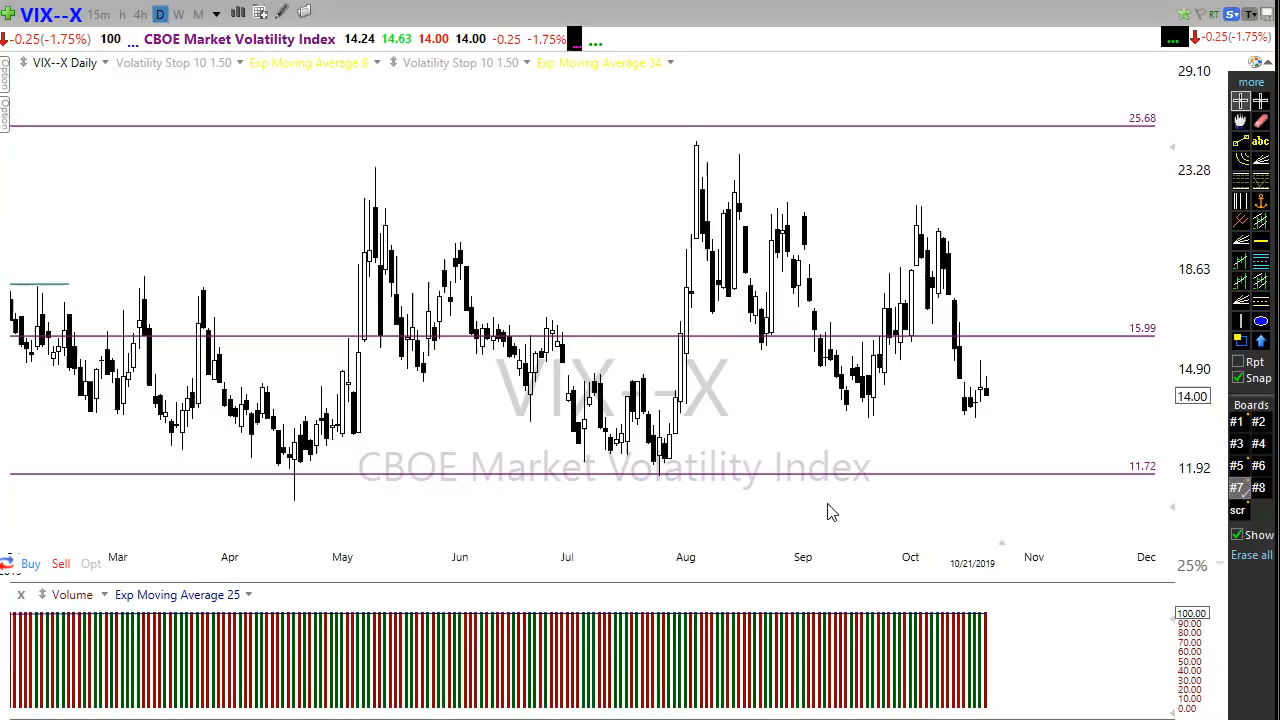 VIX--X 15m h 4h D W M RT S T
-0.25(-1.75%) 100 ... CBOE Market Volatility Index 14.24 14.63 14.00 14.00 -0.25 -1.75% ... ... ... -0.25(-1.75%)
VIX--X Daily Volatility Stop 10 1.50 Exp Moving Average 8 Volatility Stop 10 1.50 Exp Moving Average 34
Option
Option
29.10
25.68
23.28
18.63
15.99
14.90
14.00
11.92
11.72
VIX--X
CBOE Market Volatility Index
Mar Apr May Jun Jul Aug Sep Oct Nov Dec
10/21/2019
25%
Buy Sell Opt
x Volume Exp Moving Average 25
100.00
90.00
80.00
70.00
60.00
50.00
40.00
30.00
20.00
10.00
0.00
more
abc
Rpt
Snap
Boards
#1 #2
#3 #4
#5 #6
#7 #8
scr
Show
Erase all